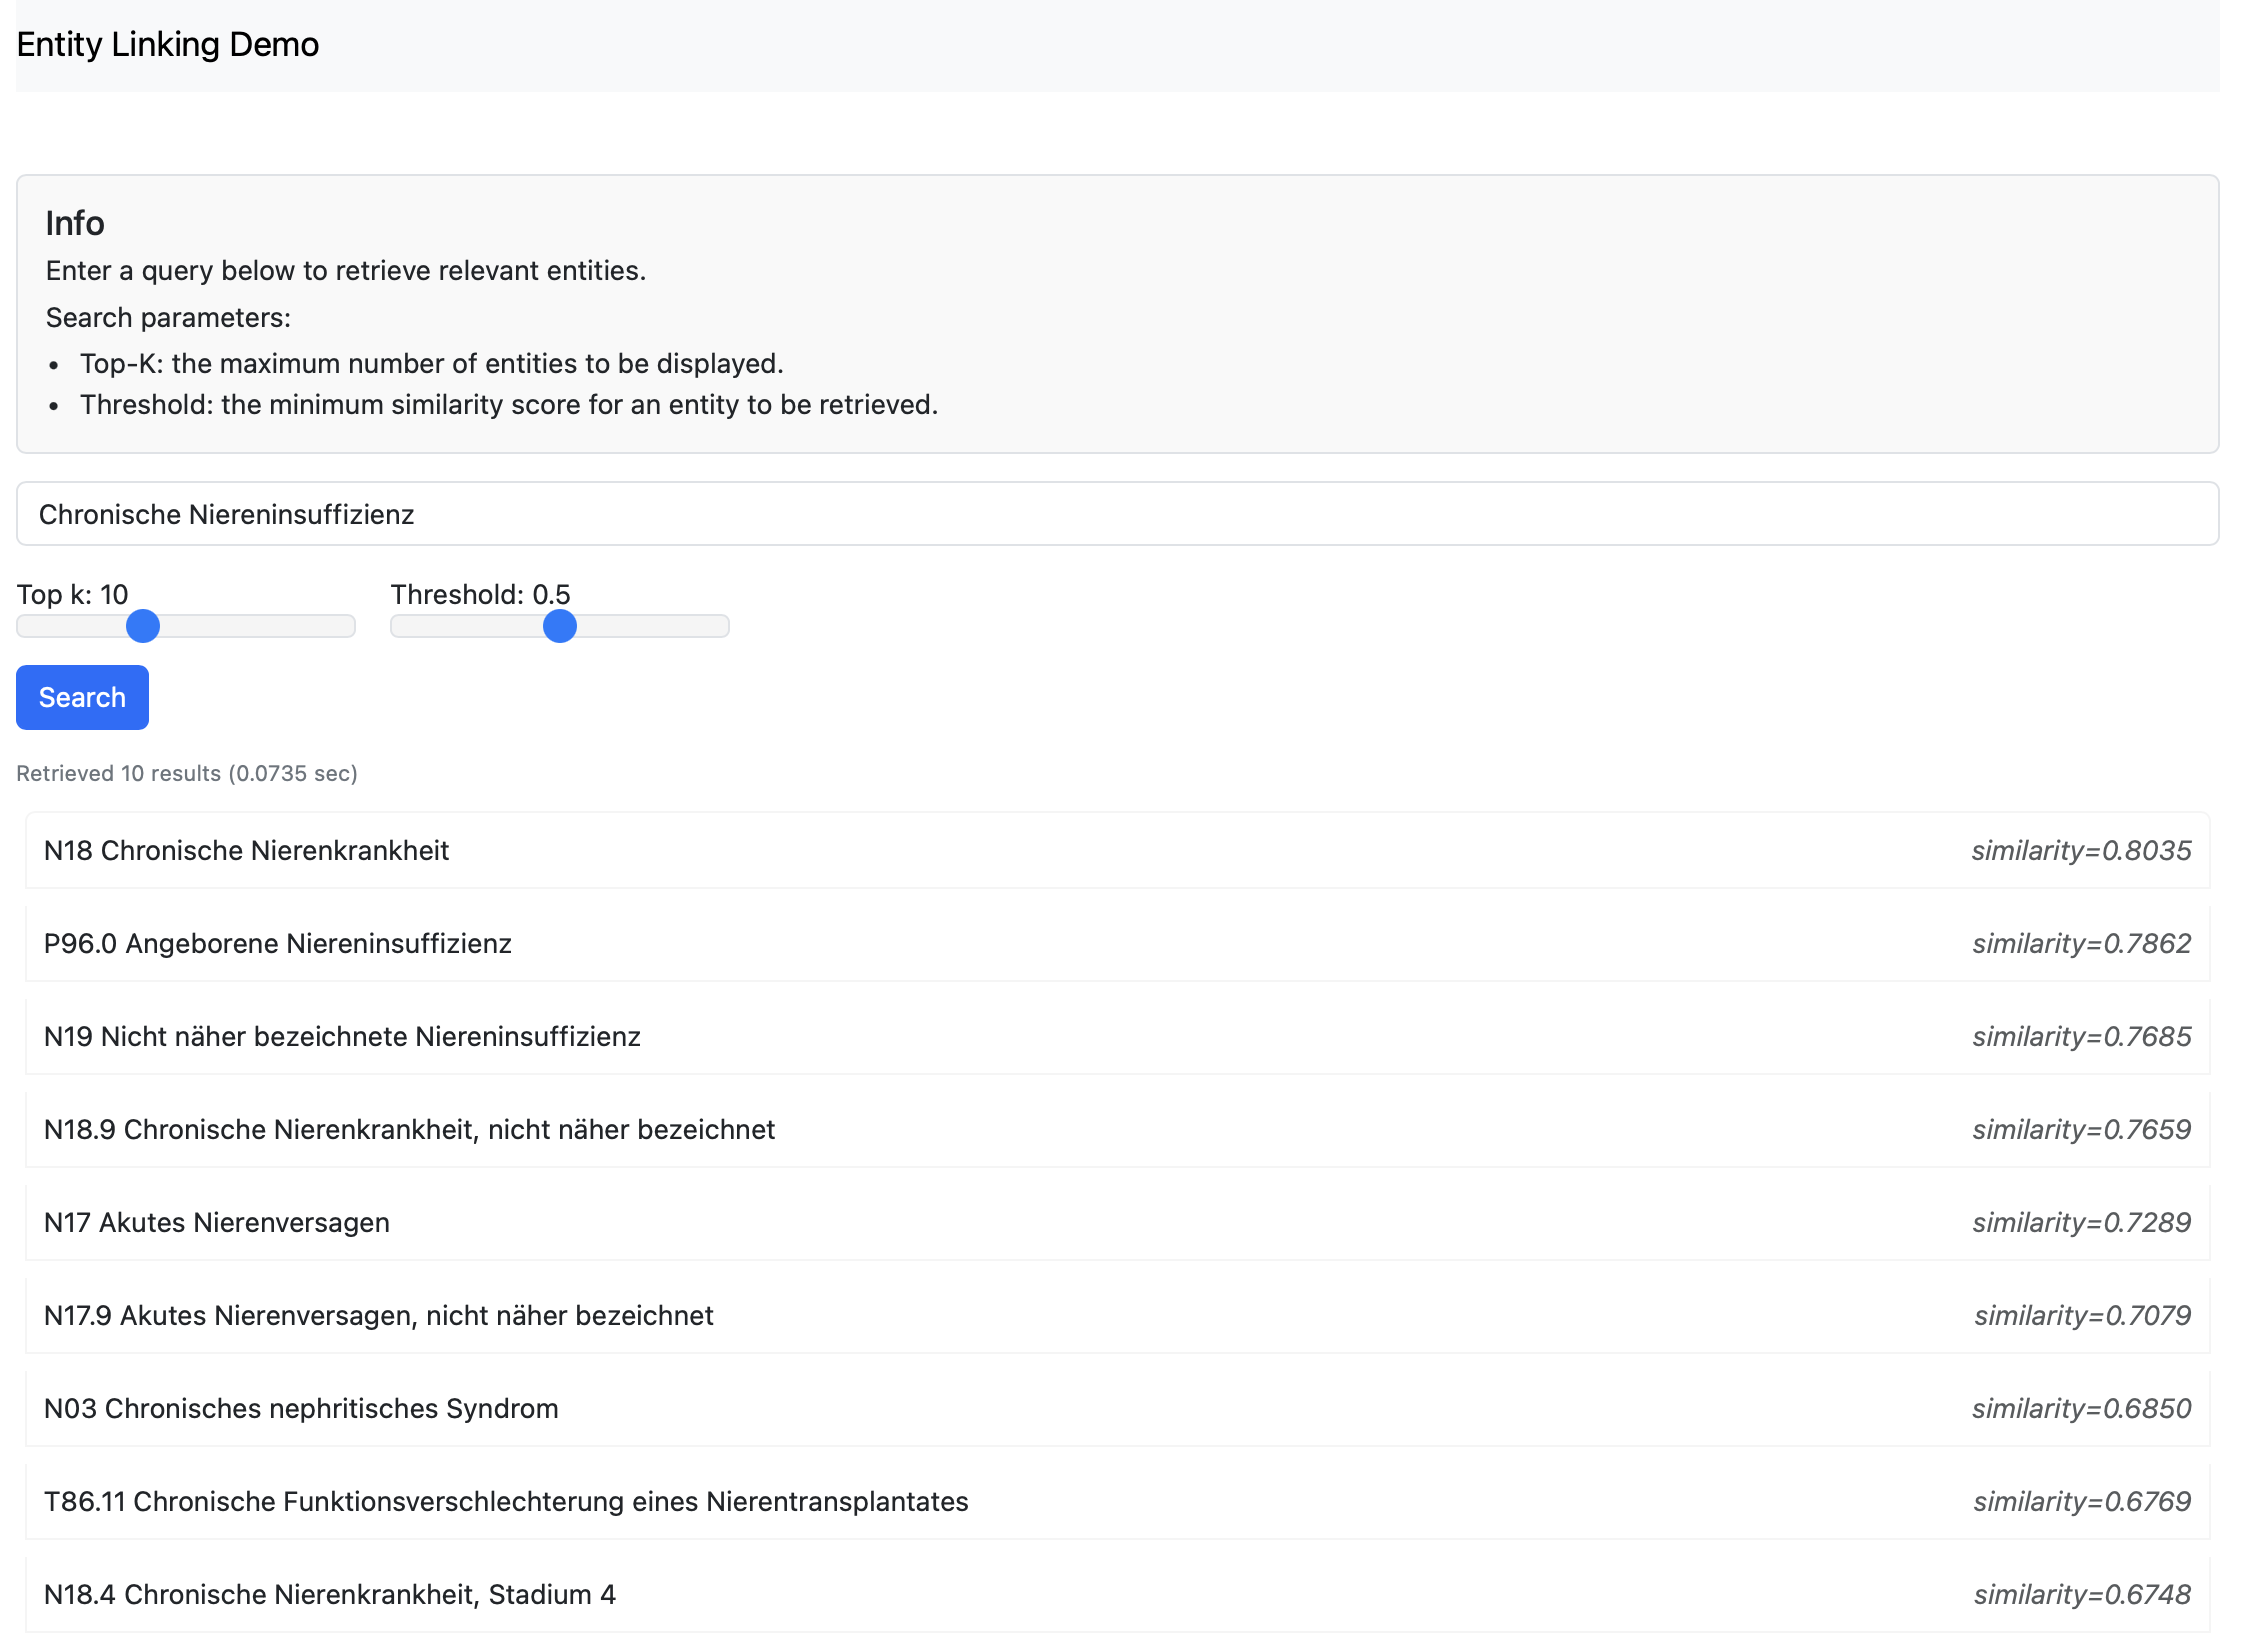 Entity Linking Demo
Info
Enter a query below to retrieve relevant entities.
Search parameters:
• Top-K: the maximum number of entities to be displayed.
• Threshold: the minimum similarity score for an entity to be retrieved.
Chronische Niereninsuffizienz
Top k: 10 Threshold: 0.5
Search
Retrieved 10 results (0.0735 sec)
N18 Chronische Nierenkrankheit similarity=0.8035
P96.0 Angeborene Niereninsuffizienz similarity=0.7862
N19 Nicht näher bezeichnete Niereninsuffizienz similarity=0.7685
N18.9 Chronische Nierenkrankheit, nicht näher bezeichnet similarity=0.7659
N17 Akutes Nierenversagen similarity=0.7289
N17.9 Akutes Nierenversagen, nicht näher bezeichnet similarity=0.7079
N03 Chronisches nephritisches Syndrom similarity=0.6850
T86.11 Chronische Funktionsverschlechterung eines Nierentransplantates similarity=0.6769
N18.4 Chronische Nierenkrankheit, Stadium 4 similarity=0.6748